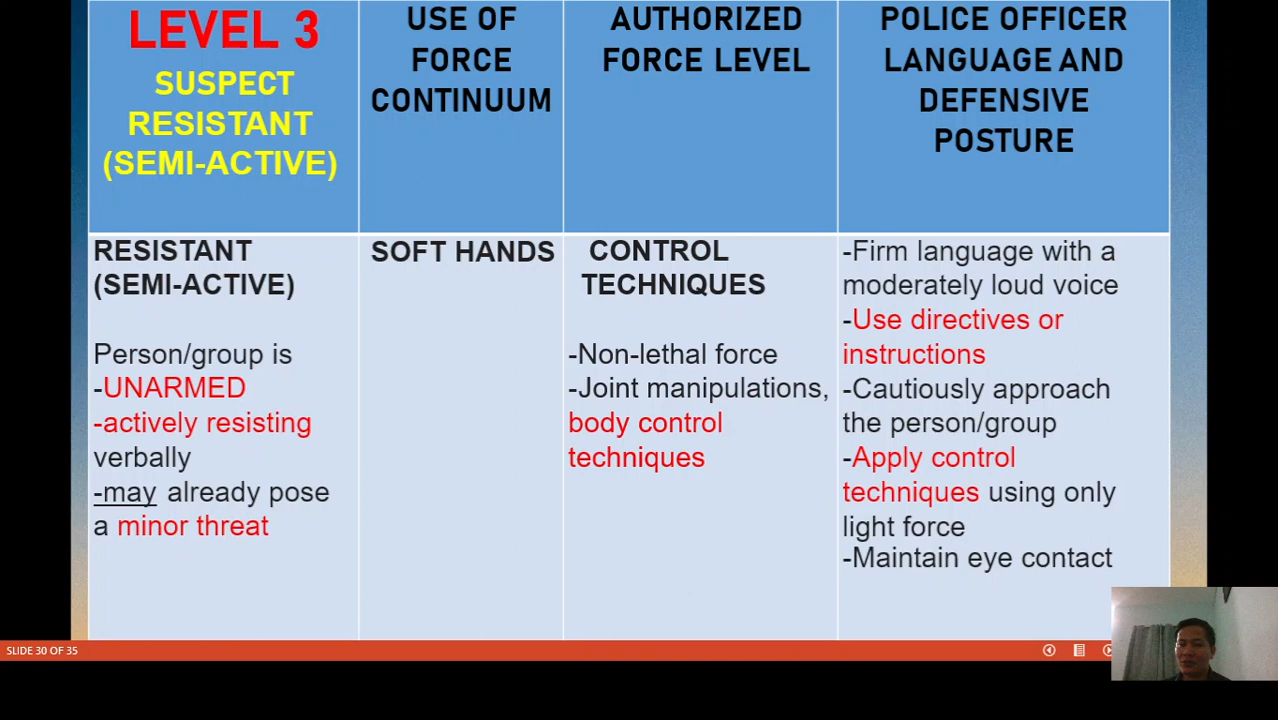 LEVEL 3
SUSPECT
RESISTANT
(SEMI-ACTIVE)
USE OF
FORCE
CONTINUUM
AUTHORIZED
FORCE LEVEL
POLICE OFFICER
LANGUAGE AND
DEFENSIVE
POSTURE
RESISTANT
(SEMI-ACTIVE)
Person/group is
-UNARMED
-actively resisting
verbally
-may already pose
a minor threat
SOFT HANDS
CONTROL
TECHNIQUES
-Non-lethal force
-Joint manipulations,
body control
techniques
-Firm language with a
moderately loud voice
-Use directives or
instructions
-Cautiously approach
the person/group
-Apply control
techniques using only
light force
-Maintain eye contact
SLIDE 30 OF 35